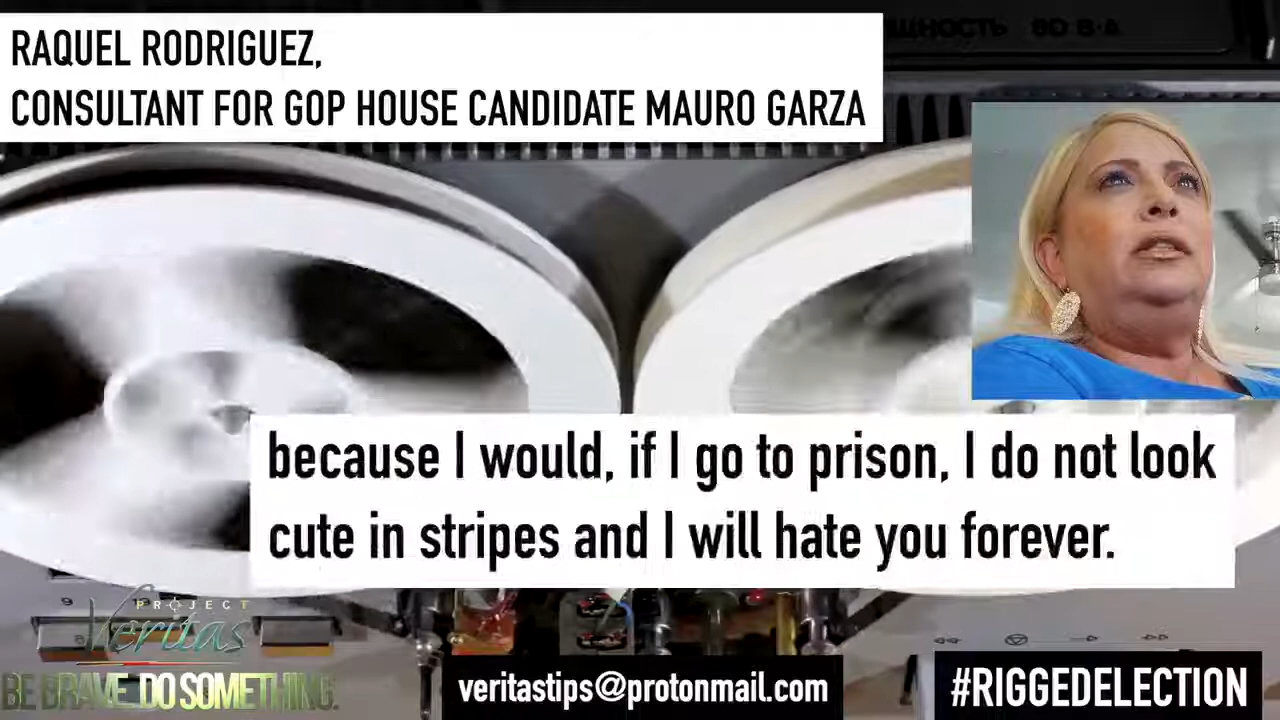 RAQUEL RODRIGUEZ,
CONSULTANT FOR GOP HOUSE CANDIDATE MAURO GARZA
because I would, if I go to prison, I do not look
cute in stripes and I will hate you forever.
PROJECT
Veritas
BE BRAVE. DO SOMETHING.
veritastips@protonmail.com
#RIGGEDELECTION